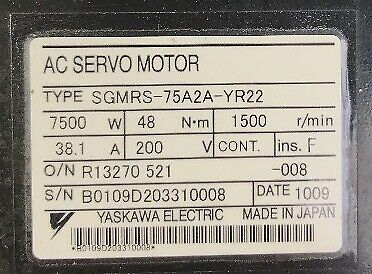 AC SERVO MOTOR
TYPE SGMRS-75A2A-YR22
7500 W 48 N·m 1500 r/min
38.1 A 200 V CONT. ins. F
O/N R13270 521 -008
S/N B0109D203310008 DATE 1009
YASKAWA ELECTRIC MADE IN JAPAN
*B0109D203310008*